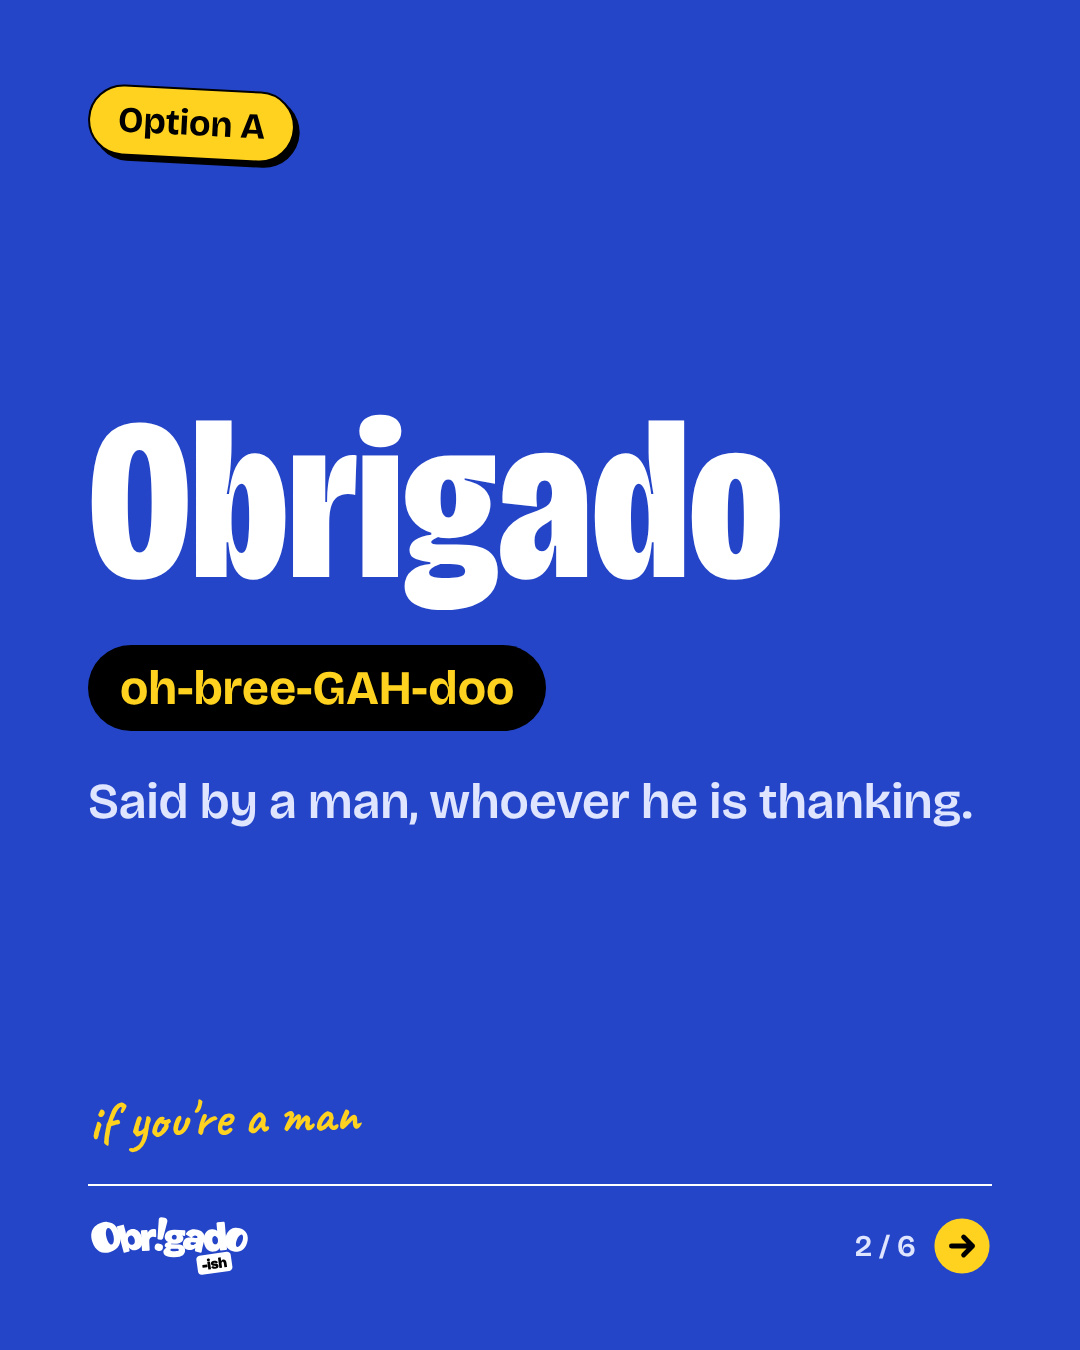 Option A
Obrigado
oh-bree-GAH-doo
Said by a man, whoever he is thanking.
if you're a man
Obr!gado
-ish
2 / 6